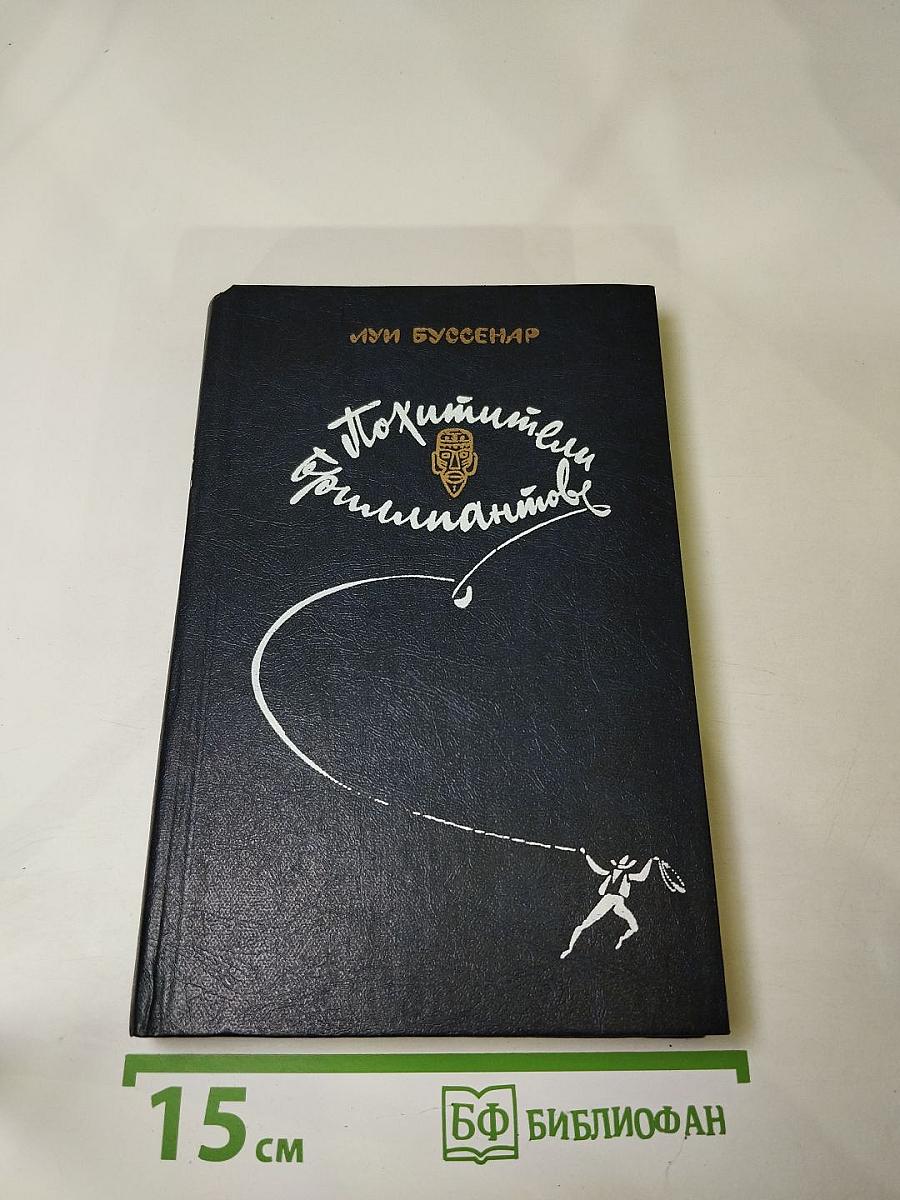 ЛУИ БУССЕНАР
Похитители
бриллиантов
15 см
БФ БИБЛИОФАН